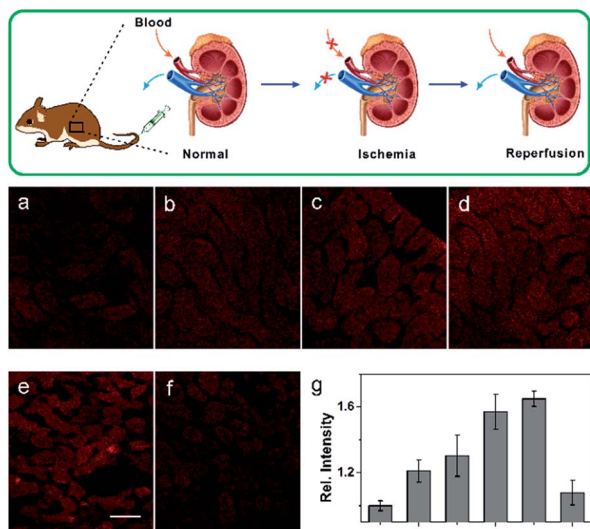 Blood
Normal
Ischemia
Reperfusion
a
b
c
d
e
f
g
Rel. Intensity
1.6
1.2